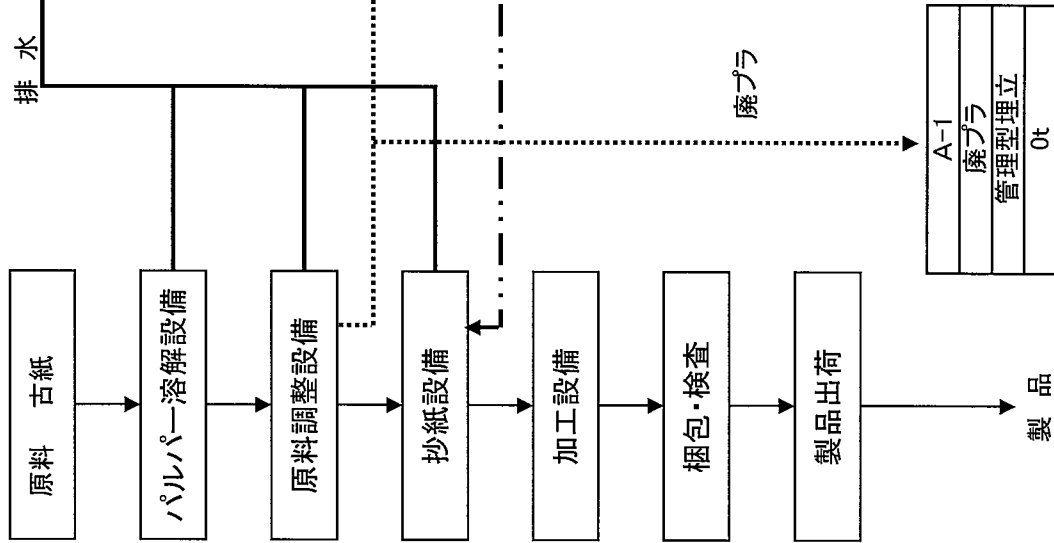 原料　古紙
パルパー溶解設備
原料調整設備
抄紙設備
加工設備
梱包・検査
製品出荷
製　品
排　水
廃プラ
A-1
廃プラ
管理型埋立
0t